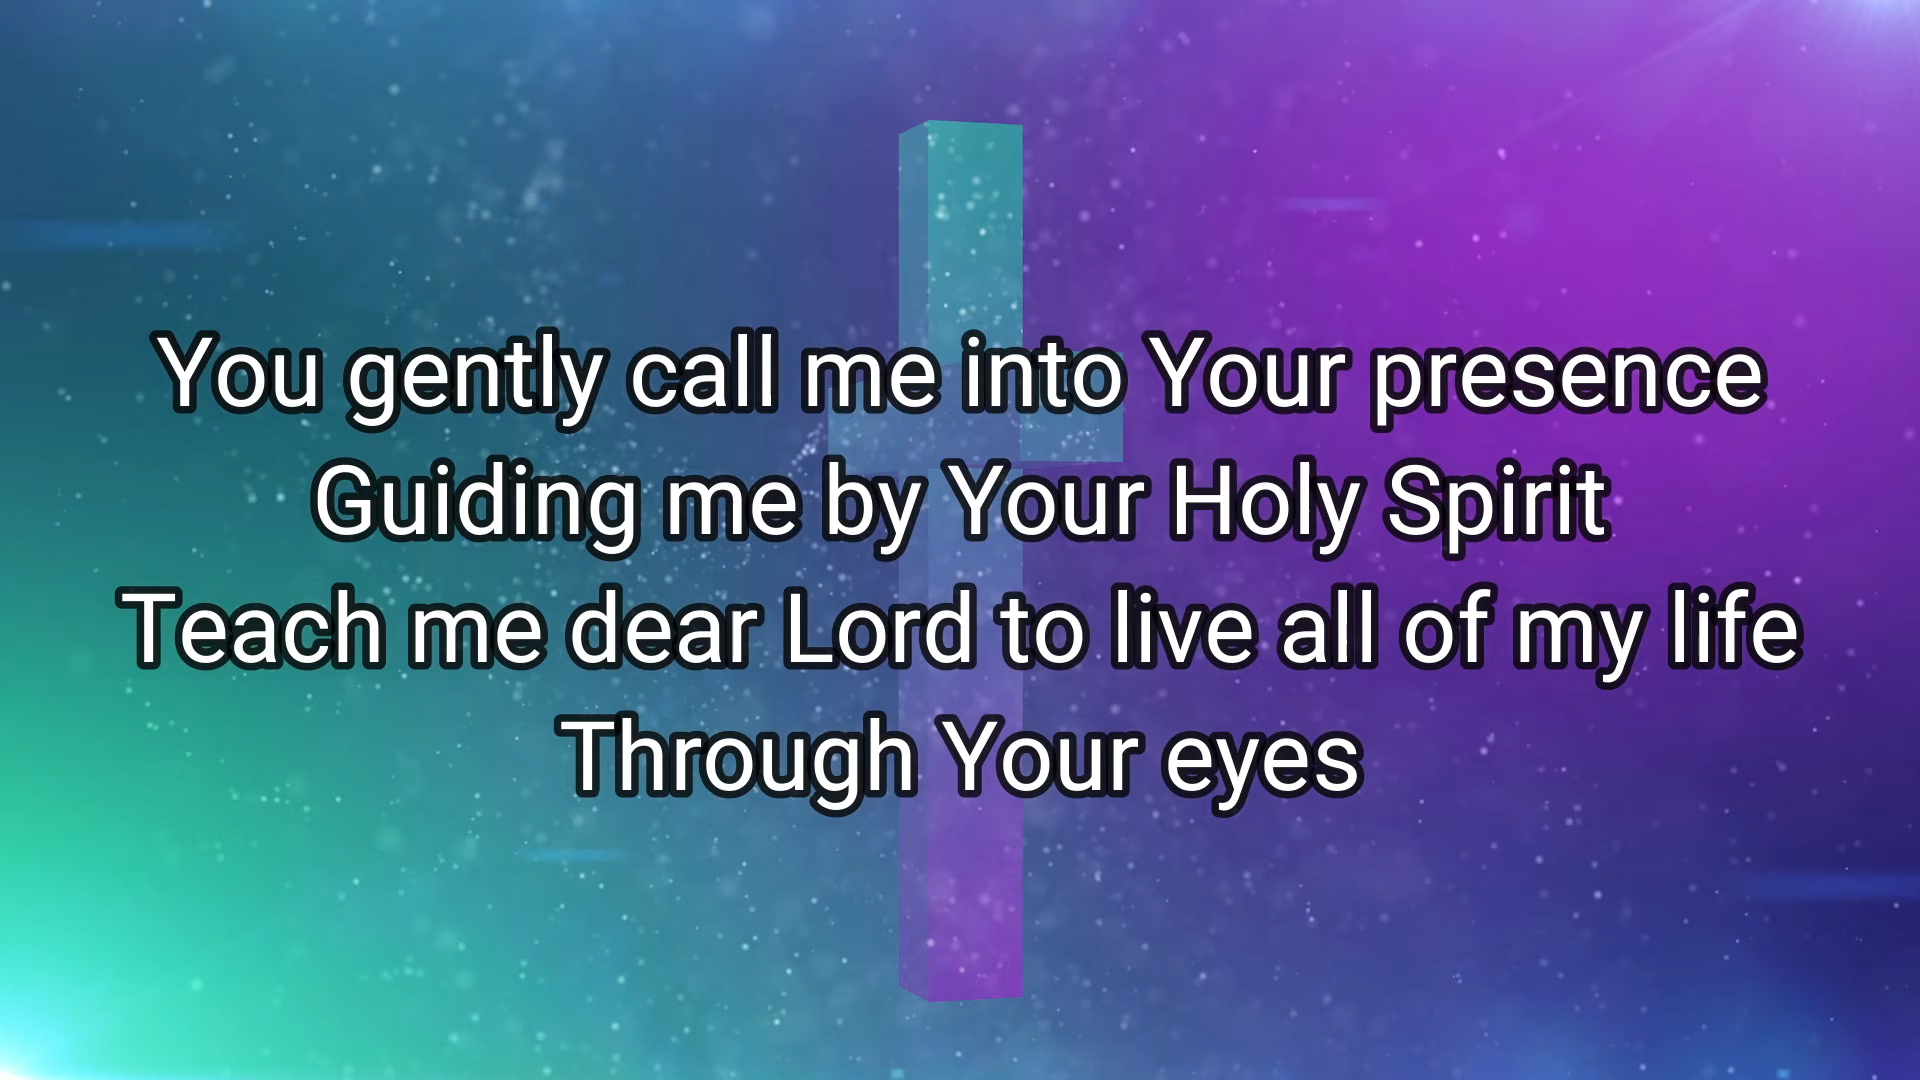 You gently call me into Your presence
Guiding me by Your Holy Spirit
Teach me dear Lord to live all of my life
Through Your eyes